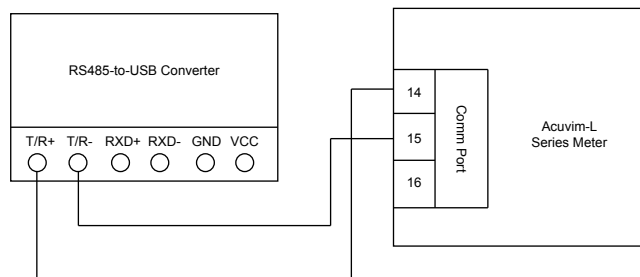 RS485-to-USB Converter
T/R+ T/R- RXD+ RXD- GND VCC
14
15
16
Comm Port
Acuvim-L
Series Meter